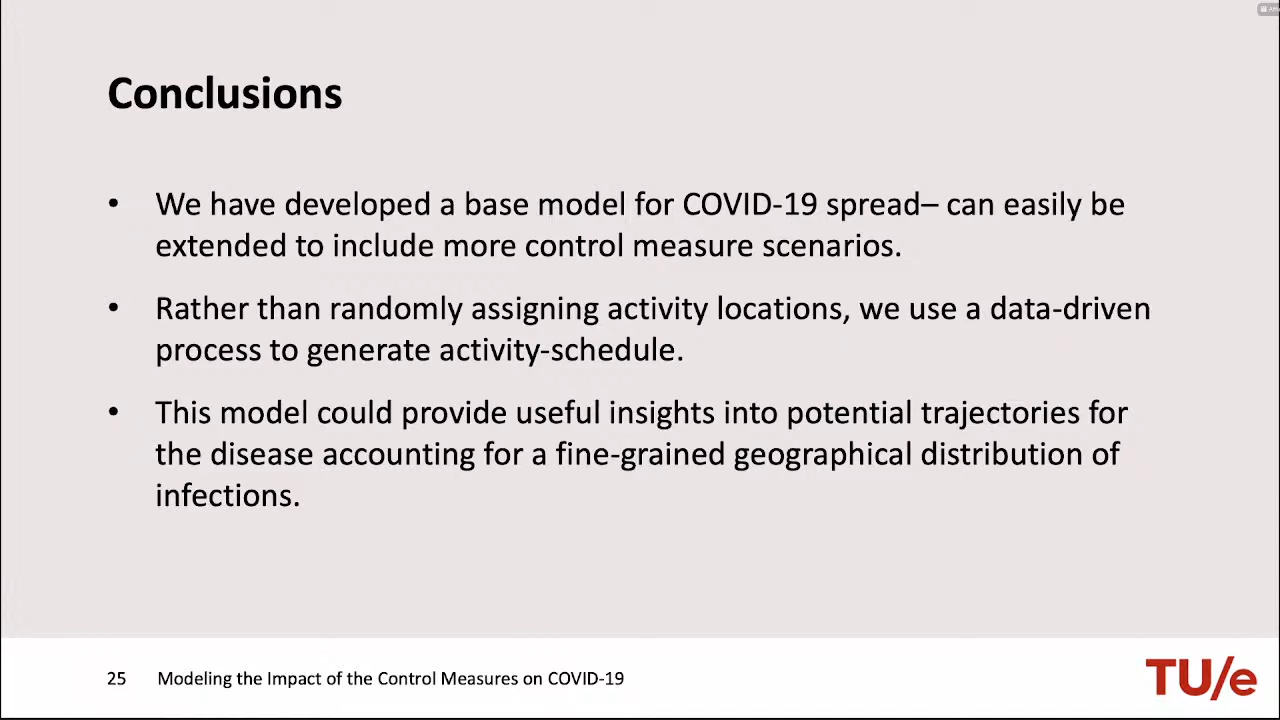 Conclusions
• We have developed a base model for COVID-19 spread– can easily be
extended to include more control measure scenarios.
• Rather than randomly assigning activity locations, we use a data-driven
process to generate activity-schedule.
• This model could provide useful insights into potential trajectories for
the disease accounting for a fine-grained geographical distribution of
infections.
25 Modeling the Impact of the Control Measures on COVID-19
TU/e